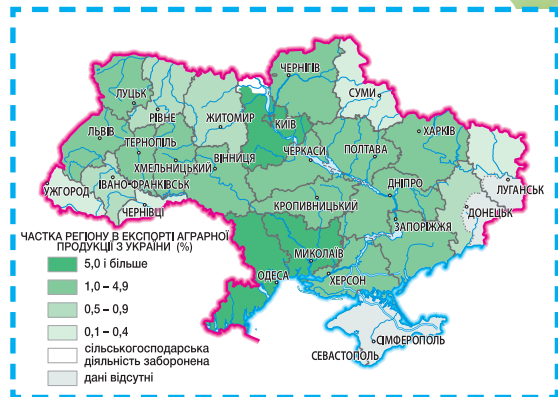 ЧЕРНІГІВ
СУМИ
ЛУЦЬК
РІВНЕ
ЖИТОМИР
КИЇВ
ХАРКІВ
ЛЬВІВ
ТЕРНОПІЛЬ
ЧЕРКАСИ
ПОЛТАВА
ВІННИЦЯ
ХМЕЛЬНИЦЬКИЙ
ІВАНО-ФРАНКІВСЬК
УЖГОРОД
ЧЕРНІВЦІ
ДНІПРО
ЛУГАНСЬК
КРОПИВНИЦЬКИЙ
ДОНЕЦЬК
ЗАПОРІЖЖЯ
МИКОЛАЇВ
ОДЕСА
ХЕРСОН
СІМФЕРОПОЛЬ
СЕВАСТОПОЛЬ
ЧАСТКА РЕГІОНУ В ЕКСПОРТІ АГРАРНОЇ
ПРОДУКЦІЇ З УКРАЇНИ (%)
5,0 і більше
1,0 – 4,9
0,5 – 0,9
0,1 – 0,4
сільськогосподарська
діяльність заборонена
дані відсутні